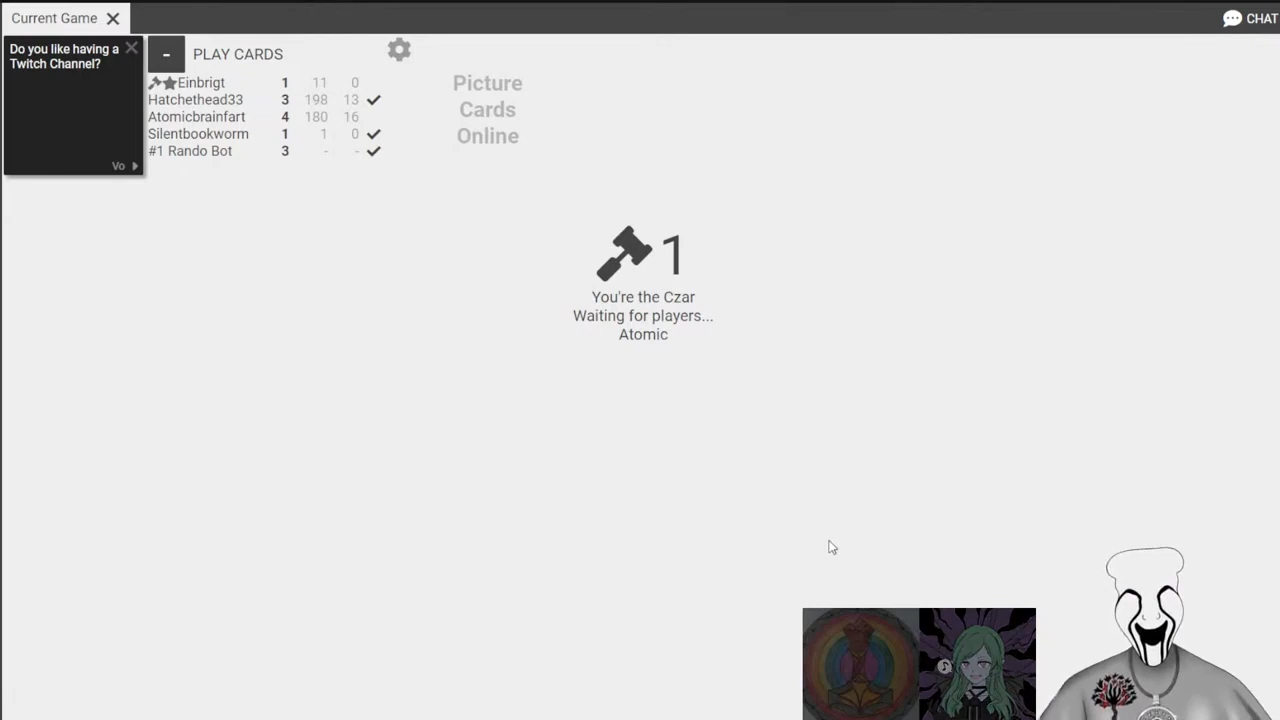 Current Game
CHAT
Do you like having a
Twitch Channel?
Vo
-
PLAY CARDS
Einbrigt 1 11 0
Hatchethead33 3 198 13
Atomicbrainfart 4 180 16
Silentbookworm 1 1 0
#1 Rando Bot 3 - -
Picture
Cards
Online
1
You're the Czar
Waiting for players...
Atomic